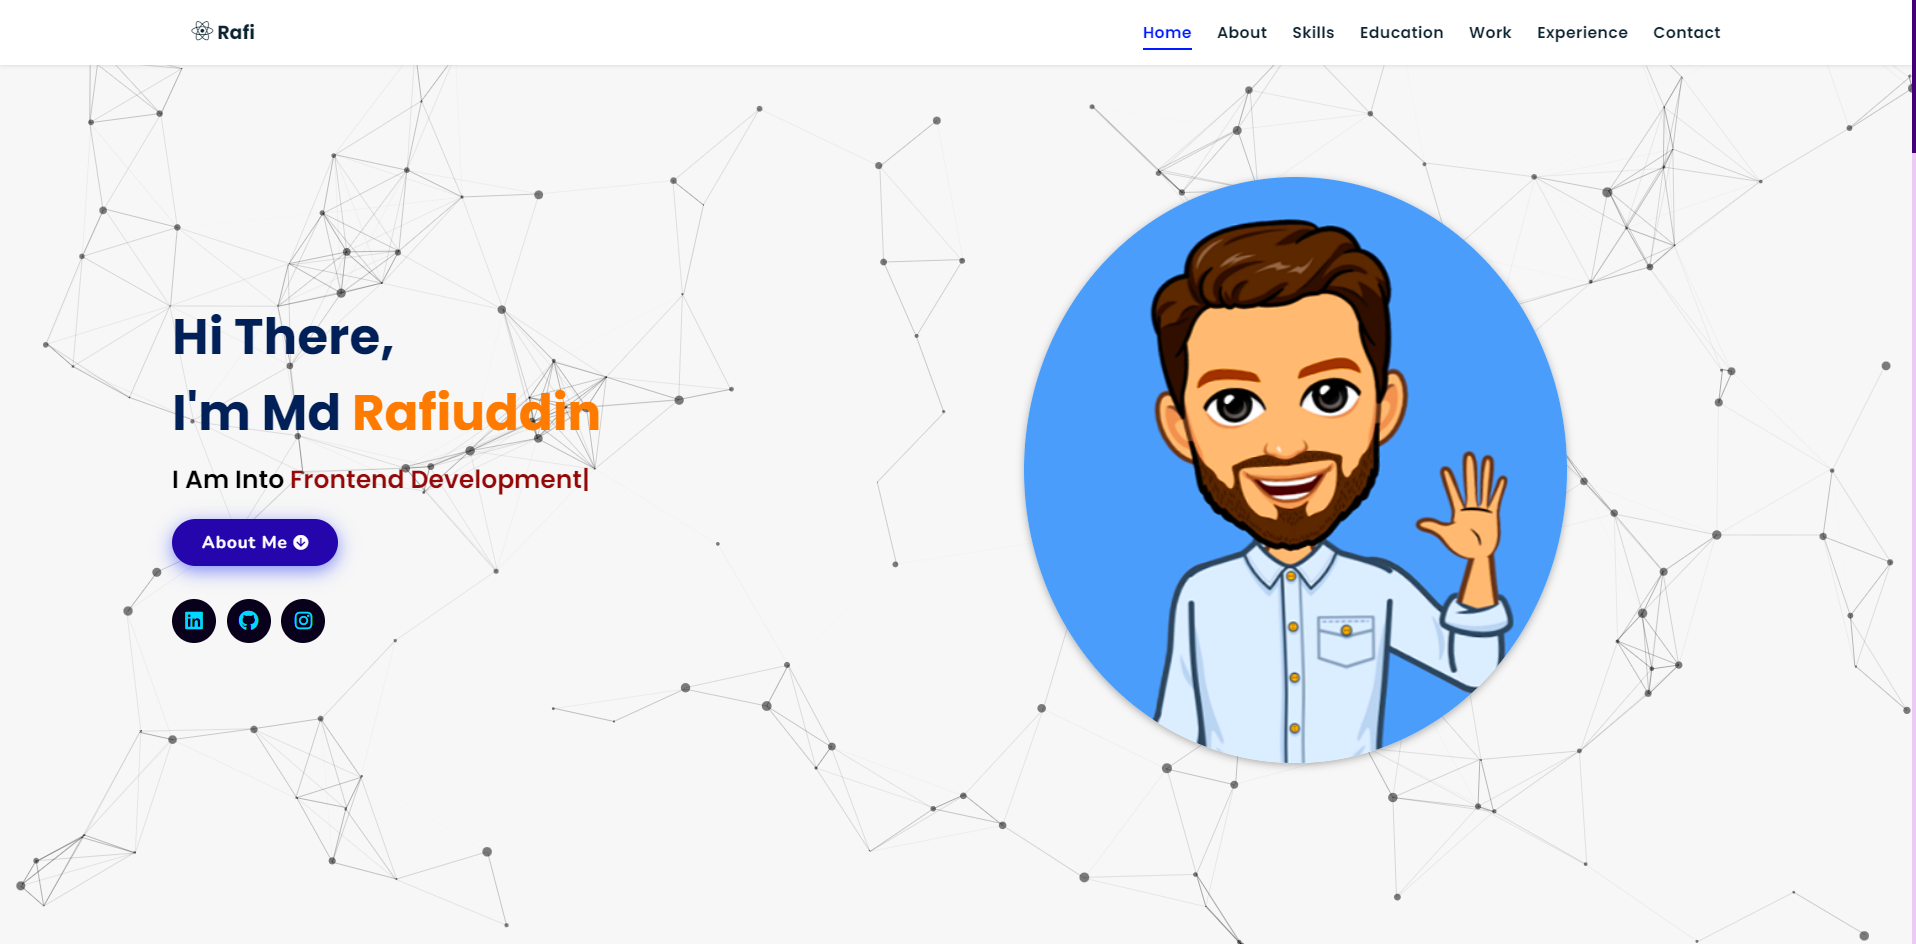 Rafi
Home About Skills Education Work Experience Contact
Hi There,
I'm Md Rafiuddin
I Am Into Frontend Development|
About Me